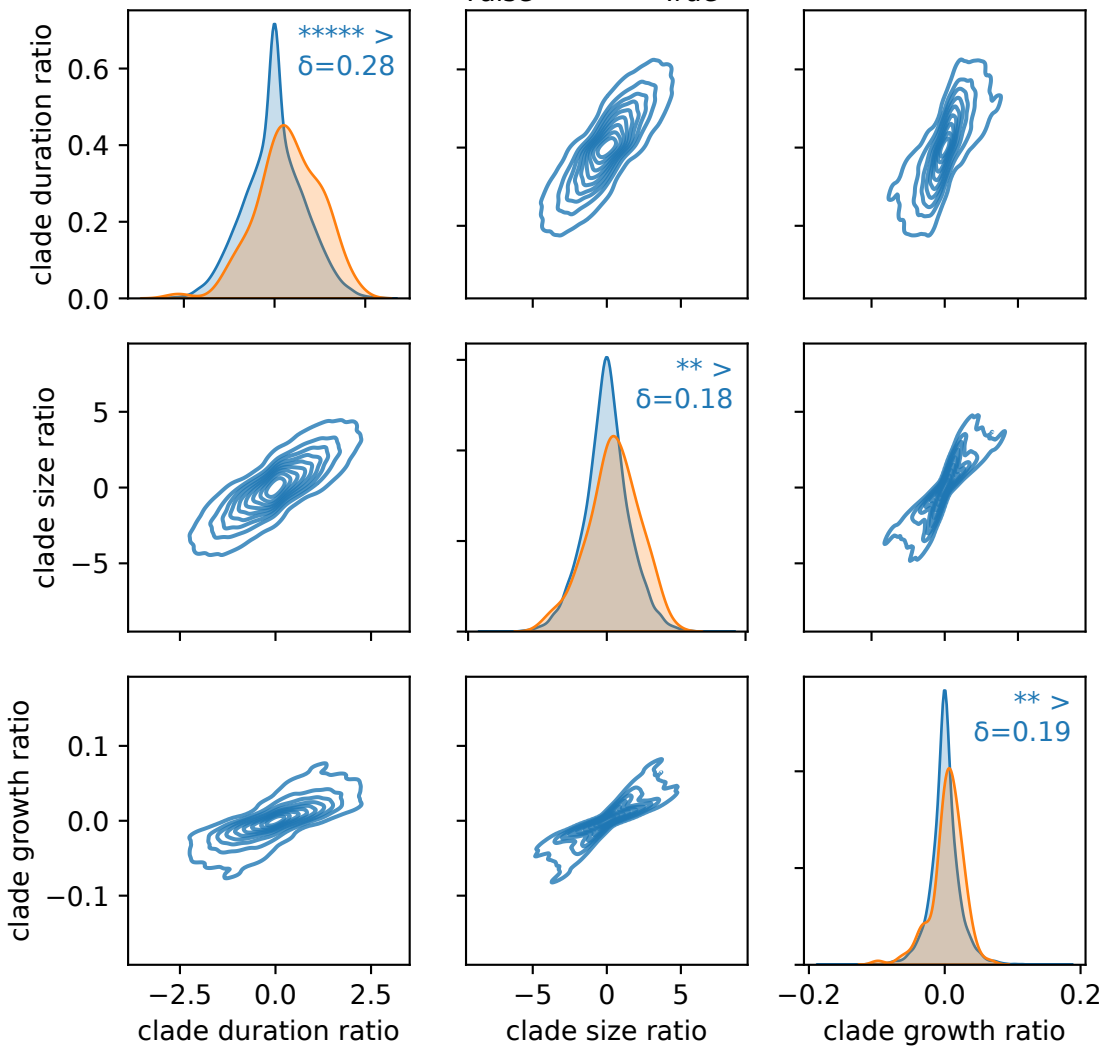 clade duration ratio
0.6
0.4
0.2
0.0
***** >
δ=0.28
clade size ratio
5
0
−5
** >
δ=0.18
clade growth ratio
0.1
0.0
−0.1
** >
δ=0.19
−2.5 0.0 2.5
−5 0 5
−0.2 0.0 0.2
clade duration ratio
clade size ratio
clade growth ratio